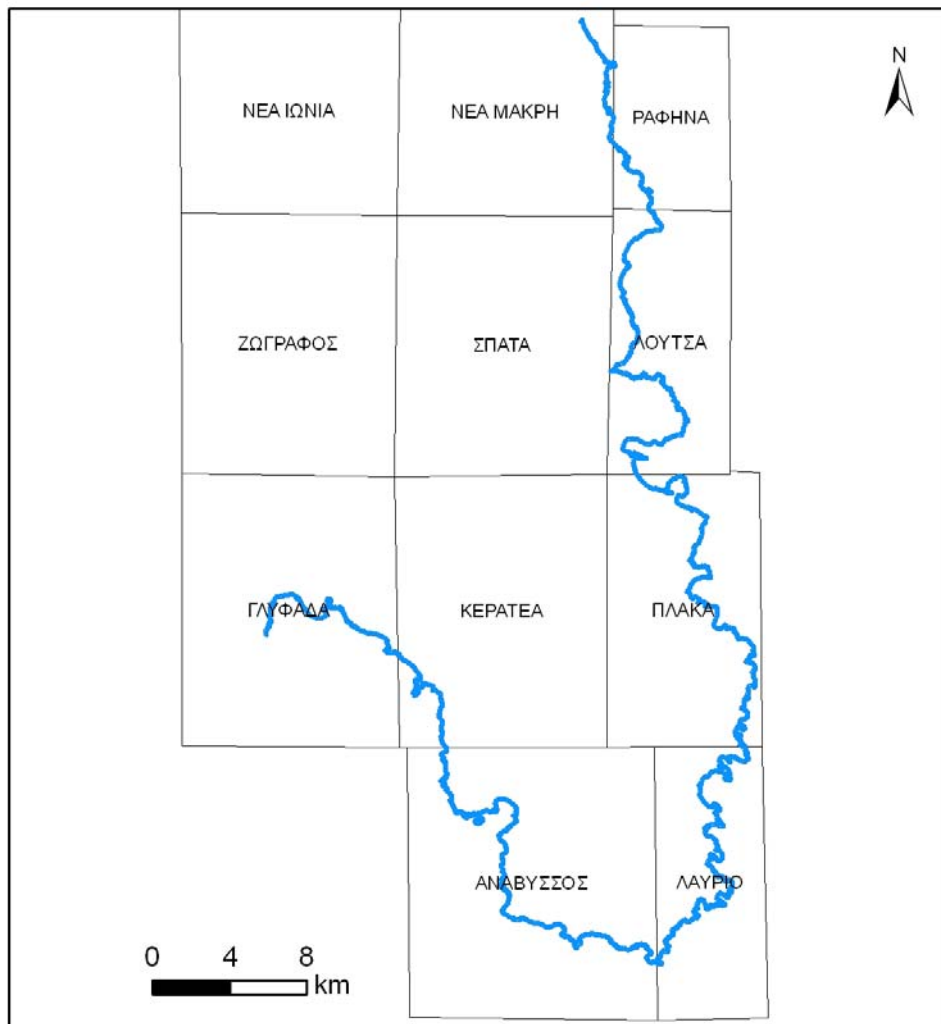 N
ΝΕΑ ΙΩΝΙΑ
ΝΕΑ ΜΑΚΡΗ
ΡΑΦΗΝΑ
ΖΩΓΡΑΦΟΣ
ΣΠΑΤΑ
ΛΟΥΤΣΑ
ΓΛΥΦΑΔΑ
ΚΕΡΑΤΕΑ
ΠΛΑΚΑ
ΑΝΑΒΥΣΣΟΣ
ΛΑΥΡΙΟ
0 4 8
km